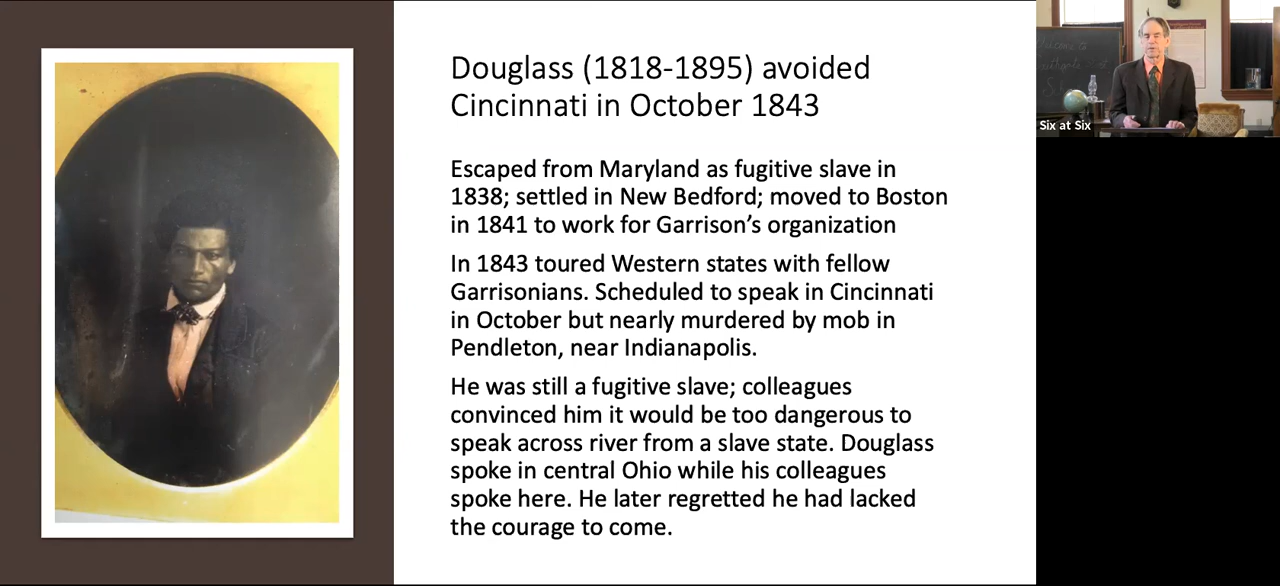 Douglass (1818-1895) avoided
Cincinnati in October 1843
Escaped from Maryland as fugitive slave in
1838; settled in New Bedford; moved to Boston
in 1841 to work for Garrison’s organization
In 1843 toured Western states with fellow
Garrisonians. Scheduled to speak in Cincinnati
in October but nearly murdered by mob in
Pendleton, near Indianapolis.
He was still a fugitive slave; colleagues
convinced him it would be too dangerous to
speak across river from a slave state. Douglass
spoke in central Ohio while his colleagues
spoke here. He later regretted he had lacked
the courage to come.
Six at Six